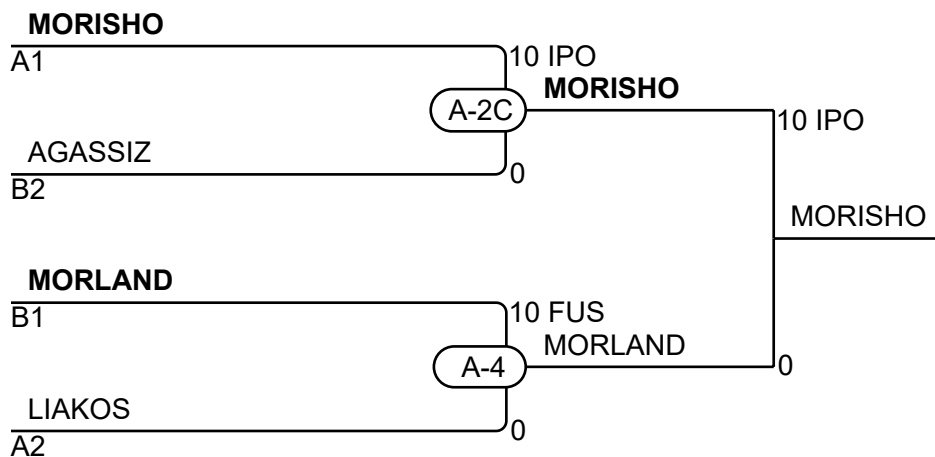 MORISHO
A1
10 IPO
A-2C
MORISHO
10 IPO
AGASSIZ
B2
0
MORISHO
MORLAND
B1
10 FUS
A-4
MORLAND
0
LIAKOS
A2
0